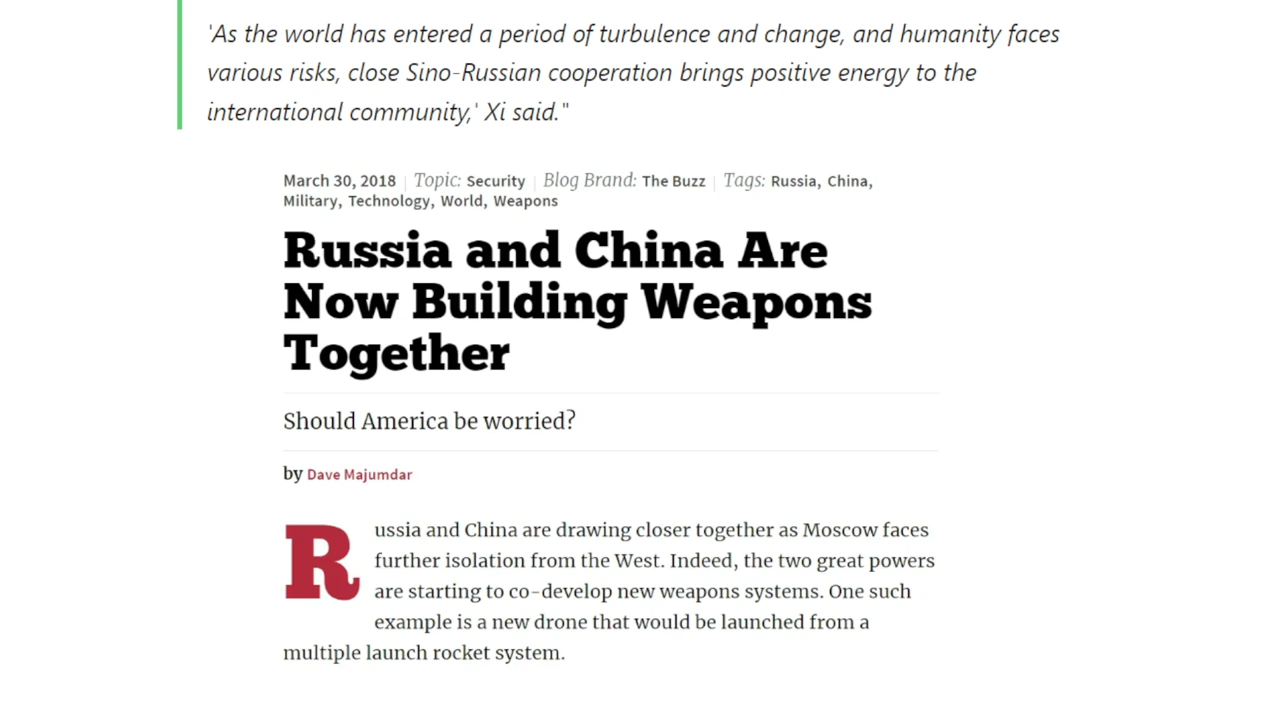 'As the world has entered a period of turbulence and change, and humanity faces
various risks, close Sino-Russian cooperation brings positive energy to the
international community,' Xi said."
March 30, 2018 | Topic: Security | Blog Brand: The Buzz | Tags: Russia, China,
Military, Technology, World, Weapons
Russia and China Are
Now Building Weapons
Together
Should America be worried?
by Dave Majumdar
Russia and China are drawing closer together as Moscow faces
further isolation from the West. Indeed, the two great powers
are starting to co-develop new weapons systems. One such
example is a new drone that would be launched from a
multiple launch rocket system.